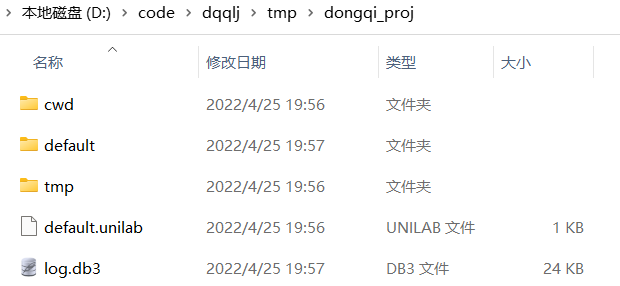 本地磁盘 (D:) > code > dqqlj > tmp > dongqi_proj
名称 修改日期 类型 大小
cwd 2022/4/25 19:56 文件夹
default 2022/4/25 19:57 文件夹
tmp 2022/4/25 19:56 文件夹
default.unilab 2022/4/25 19:56 UNILAB 文件 1 KB
log.db3 2022/4/25 19:57 DB3 文件 24 KB